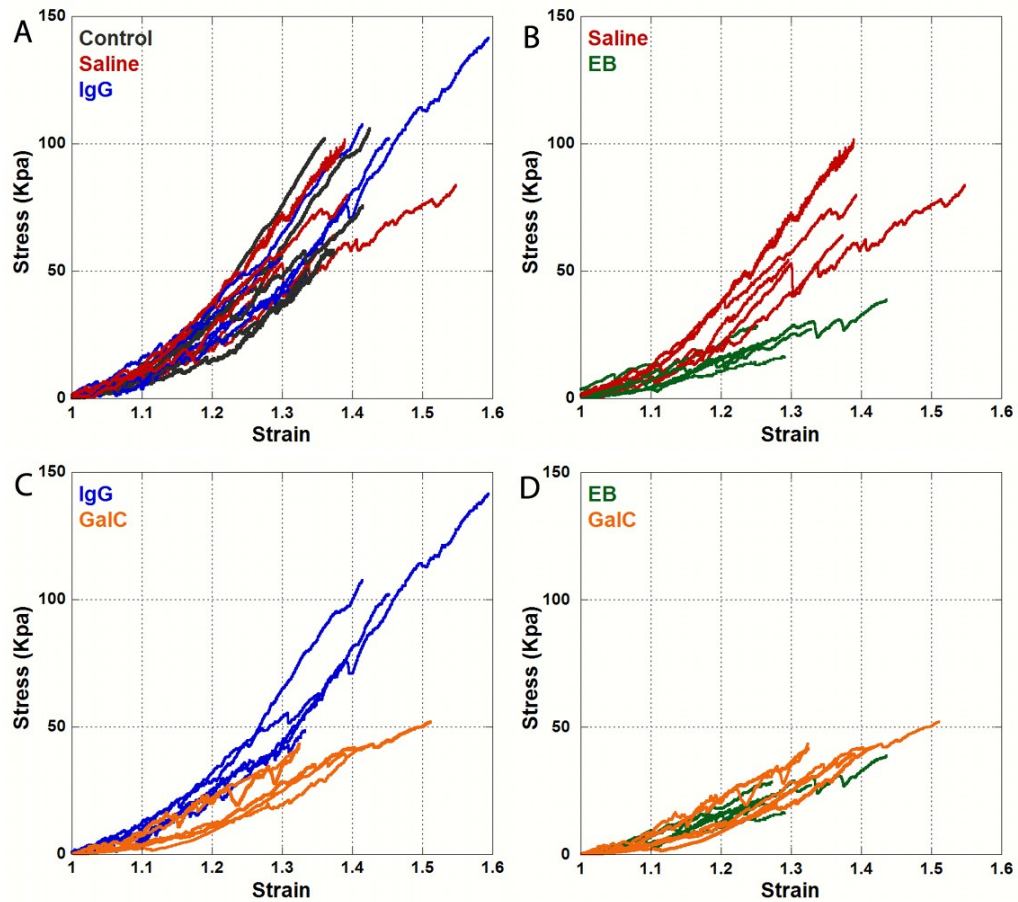 A
Control
Saline
IgG
Stress (Kpa)
150
100
50
0
1 1.1 1.2 1.3 1.4 1.5 1.6
Strain
B
Saline
EB
Stress (Kpa)
150
100
50
0
1 1.1 1.2 1.3 1.4 1.5 1.6
Strain
C
IgG
GalC
Stress (Kpa)
150
100
50
0
1 1.1 1.2 1.3 1.4 1.5 1.6
Strain
D
EB
GalC
Stress (Kpa)
150
100
50
0
1 1.1 1.2 1.3 1.4 1.5 1.6
Strain